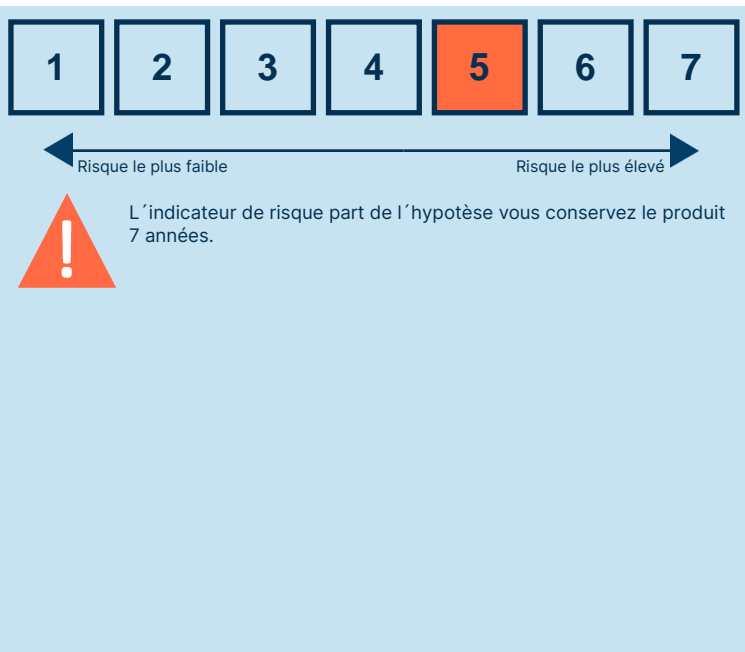 1 2 3 4 5 6 7
Risque le plus faible Risque le plus élevé
!
L´indicateur de risque part de l´hypotèse vous conservez le produit
7 années.